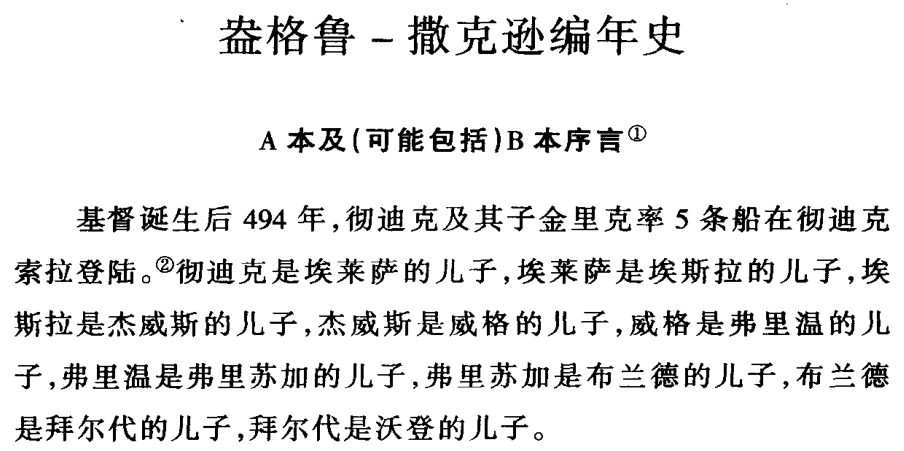 盎格鲁－撒克逊编年史
A 本及(可能包括)B 本序言①
基督诞生后 494 年,彻迪克及其子金里克率 5 条船在彻迪克
索拉登陆。②彻迪克是埃莱萨的儿子,埃莱萨是埃斯拉的儿子,埃
斯拉是杰威斯的儿子,杰威斯是威格的儿子,威格是弗里温的儿
子,弗里温是弗里苏加的儿子,弗里苏加是布兰德的儿子,布兰德
是拜尔代的儿子,拜尔代是沃登的儿子。